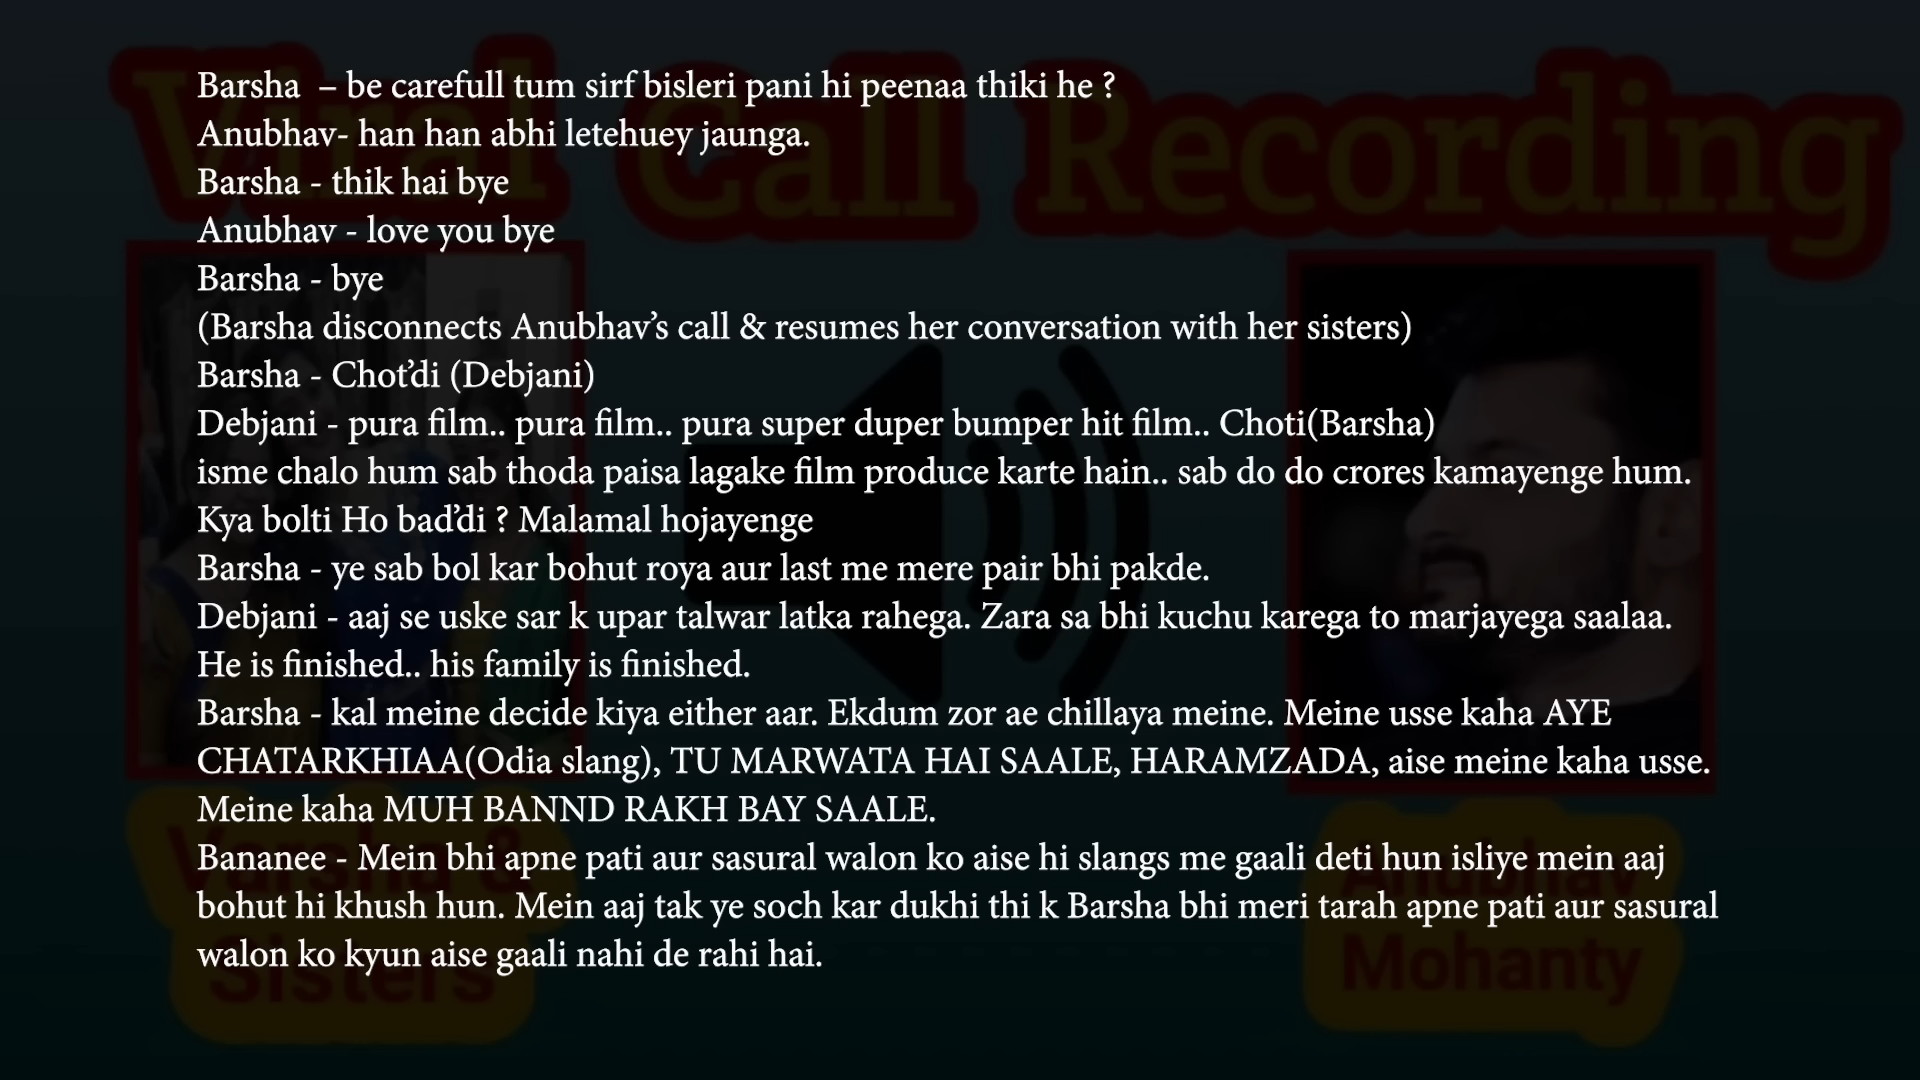 Viral Call Recording
Barsha  – be carefull tum sirf bisleri pani hi peenaa thiki he ?
Anubhav- han han abhi letehuey jaunga.
Barsha - thik hai bye
Anubhav - love you bye
Barsha - bye
(Barsha disconnects Anubhav’s call & resumes her conversation with her sisters)
Barsha - Chot’di (Debjani)
Debjani - pura film.. pura film.. pura super duper bumper hit film.. Choti(Barsha)
isme chalo hum sab thoda paisa lagake film produce karte hain.. sab do do crores kamayenge hum.
Kya bolti Ho bad’di ? Malamal hojayenge
Barsha - ye sab bol kar bohut roya aur last me mere pair bhi pakde.
Debjani - aaj se uske sar k upar talwar latka rahega. Zara sa bhi kuchu karega to marjayega saalaa.
He is finished.. his family is finished.
Barsha - kal meine decide kiya either aar. Ekdum zor ae chillaya meine. Meine usse kaha AYE
CHATARKHIAA(Odia slang), TU MARWATA HAI SAALE, HARAMZADA, aise meine kaha usse.
Meine kaha MUH BANND RAKH BAY SAALE.
Bananee - Mein bhi apne pati aur sasural walon ko aise hi slangs me gaali deti hun isliye mein aaj
bohut hi khush hun. Mein aaj tak ye soch kar dukhi thi k Barsha bhi meri tarah apne pati aur sasural
walon ko kyun aise gaali nahi de rahi hai.
Varsha &
Sisters
Anubhav
Mohanty